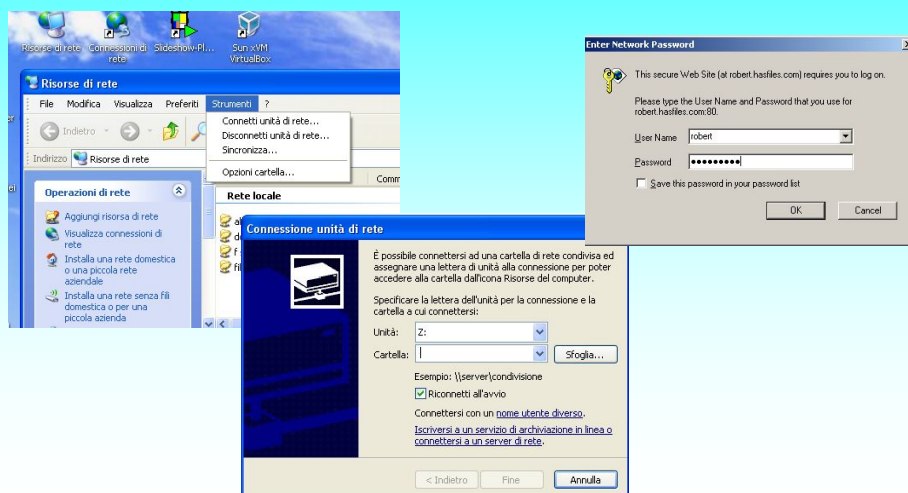 Risorse di rete
Connessioni di rete
Slideshow-Pl...
Sun xVM VirtualBox
Risorse di rete
File Modifica Visualizza Preferiti Strumenti ?
Indietro
Indirizzo Risorse di rete
Connetti unità di rete...
Disconnetti unità di rete...
Sincronizza...
Opzioni cartella...
Comm
Operazioni di rete
Rete locale
Aggiungi risorsa di rete
Visualizza connessioni di
rete
Installa una rete domestica
o una piccola rete
aziendale
Installa una rete senza fili
domestica o per una
piccola azienda
Connessione unità di rete
È possibile connettersi ad una cartella di rete condivisa ed
assegnare una lettera di unità alla connessione per poter
accedere alla cartella dall'icona Risorse del computer.
Specificare la lettera dell'unità per la connessione e la
cartella a cui connettersi:
Unità: Z:
Cartella: Sfoglia...
Esempio: \\server\condivisione
Riconnetti all'avvio
Connettersi con un nome utente diverso.
Iscriversi a un servizio di archiviazione in linea o
connettersi a un server di rete.
< Indietro Fine Annulla
Enter Network Password
This secure Web Site (at robert.hasfiles.com) requires you to log on.
Please type the User Name and Password that you use for
robert.hasfiles.com:80.
User Name robert
Password
Save this password in your password list
OK Cancel